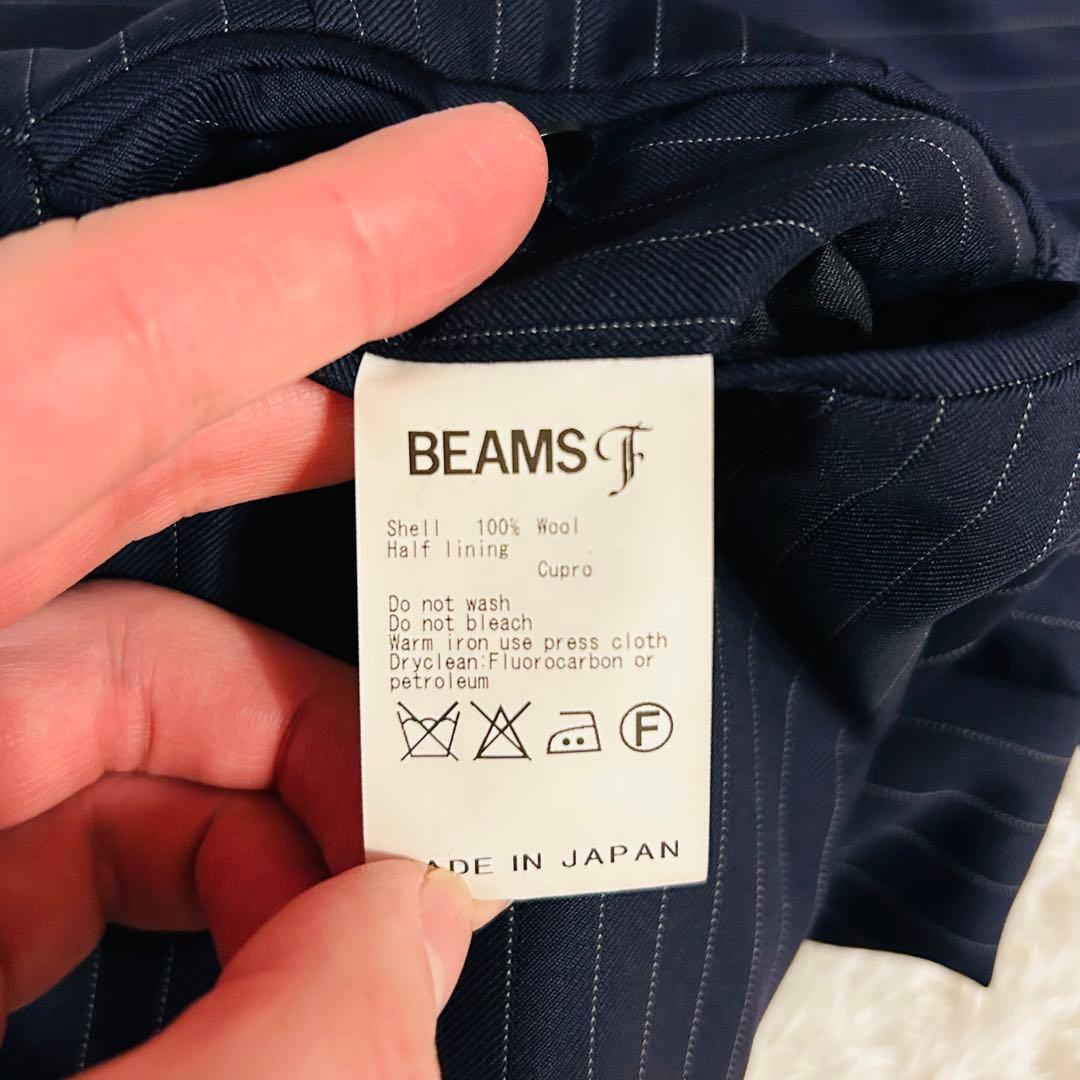 BEAMS F
Shell 100% Wool
Half lining
Cupro
Do not wash
Do not bleach
Warm iron use press cloth
Dryclean:Fluorocarbon or
petroleum
F
ADE IN JAPAN